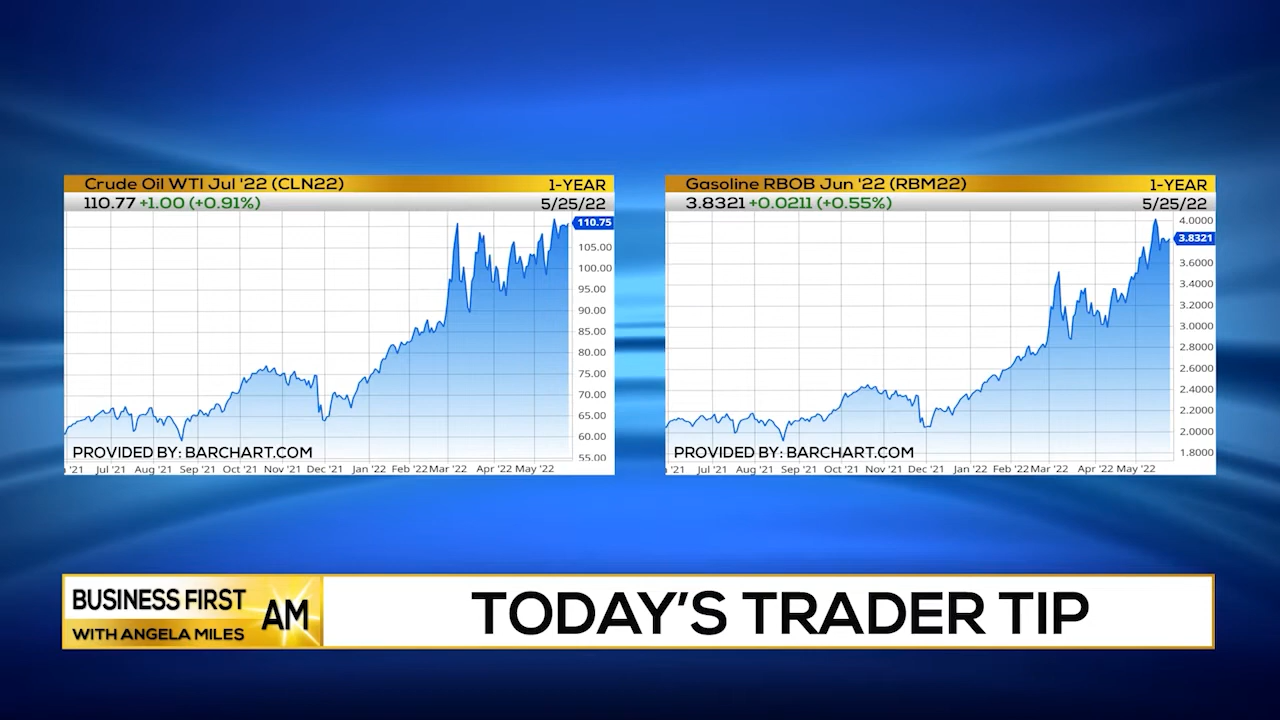 Crude Oil WTI Jul '22 (CLN22) 1-YEAR
110.77 +1.00 (+0.91%) 5/25/22
110.75
105.00
100.00
95.00
90.00
85.00
80.00
75.00
70.00
65.00
60.00
55.00
PROVIDED BY: BARCHART.COM
'21 Jul '21 Aug '21 Sep '21 Oct '21 Nov '21 Dec '21 Jan '22 Feb '22 Mar '22 Apr '22 May '22
Gasoline RBOB Jun '22 (RBM22) 1-YEAR
3.8321 +0.0211 (+0.55%) 5/25/22
4.0000
3.8321
3.6000
3.4000
3.2000
3.0000
2.8000
2.6000
2.4000
2.2000
2.0000
1.8000
PROVIDED BY: BARCHART.COM
'21 Jul '21 Aug '21 Sep '21 Oct '21 Nov '21 Dec '21 Jan '22 Feb '22 Mar '22 Apr '22 May '22
BUSINESS FIRST AM
WITH ANGELA MILES
TODAY'S TRADER TIP